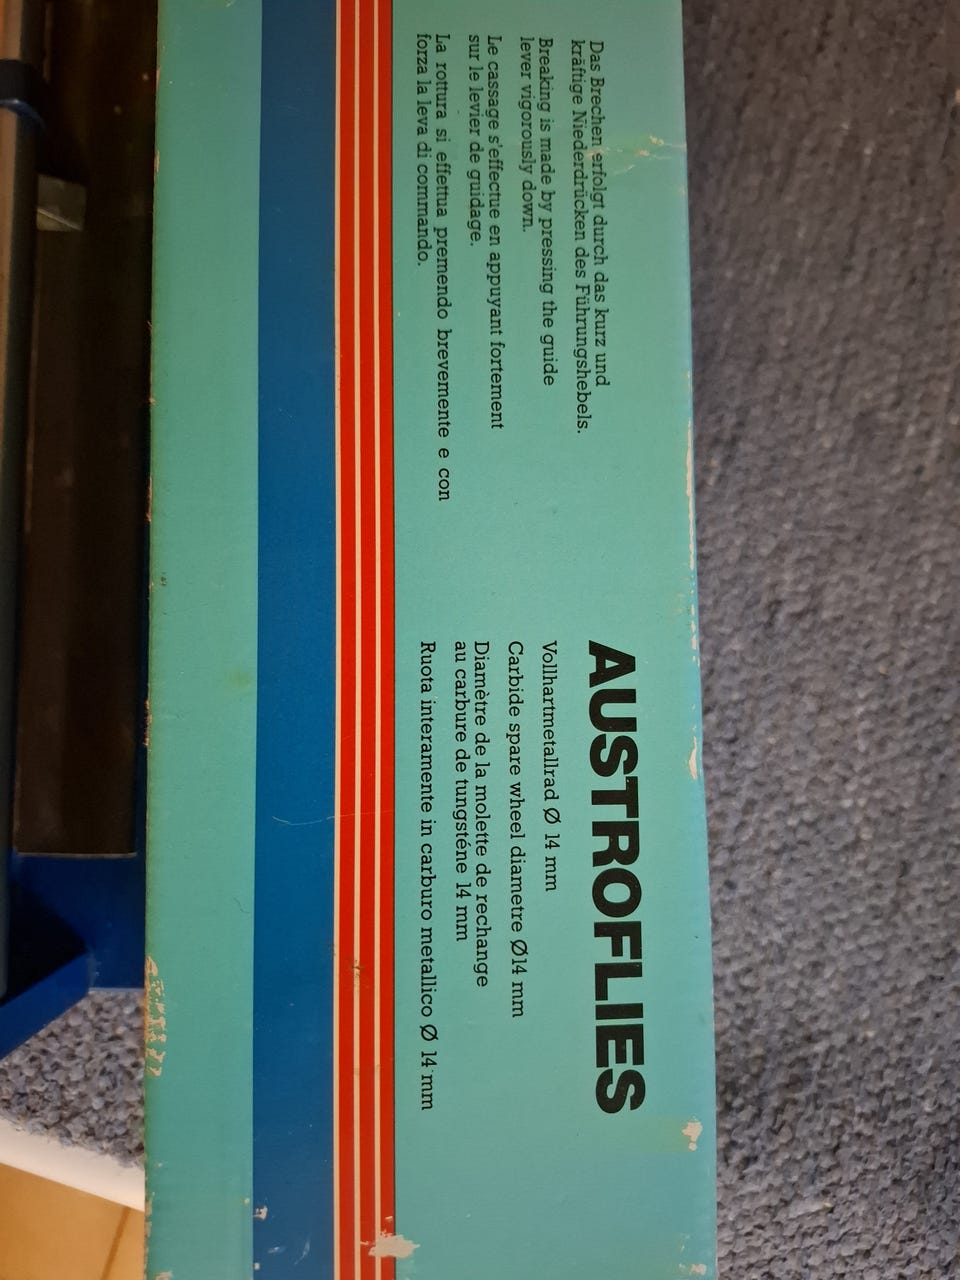 Das Brechen erfolgt durch das kurz und
kräftige Niederdrücken des Führungshebels.
Breaking is made by pressing the guide
lever vigorously down.
Le cassage s'effectue en appuyant fortement
sur le levier de guidage.
La rottura si effettua premendo brevemente e con
forza la leva di commando.
AUSTROFLIES
Vollhartmetallrad Ø 14 mm
Carbide spare wheel diametre Ø14 mm
Diamètre de la molette de rechange
au carbure de tungsténe 14 mm
Ruota interamente in carburo metallico Ø 14 mm